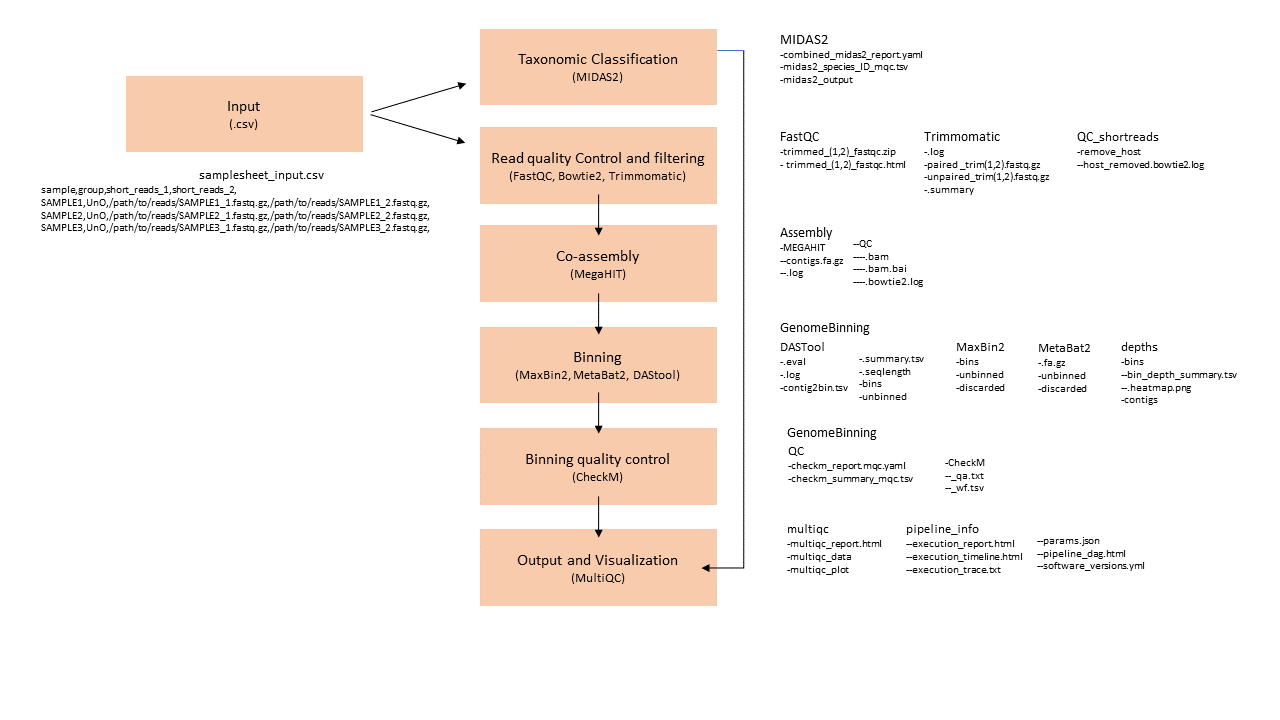 Input
(.csv)
samplesheet_input.csv
sample,group,short_reads_1,short_reads_2,
SAMPLE1,UnO,/path/to/reads/SAMPLE1_1.fastq.gz,/path/to/reads/SAMPLE1_2.fastq.gz,
SAMPLE2,UnO,/path/to/reads/SAMPLE2_1.fastq.gz,/path/to/reads/SAMPLE2_2.fastq.gz,
SAMPLE3,UnO,/path/to/reads/SAMPLE3_1.fastq.gz,/path/to/reads/SAMPLE3_2.fastq.gz,
Taxonomic Classification
(MIDAS2)
Read quality Control and filtering
(FastQC, Bowtie2, Trimmomatic)
Co-assembly
(MegaHIT)
Binning
(MaxBin2, MetaBat2, DAStool)
Binning quality control
(CheckM)
Output and Visualization
(MultiQC)
MIDAS2
-combined_midas2_report.yaml
-midas2_species_ID_mqc.tsv
-midas2_output
FastQC
-trimmed_(1,2)_fastqc.zip
- trimmed_(1,2)_fastqc.html
Trimmomatic
-.log
-paired_trim(1,2).fastq.gz
-unpaired_trim(1,2).fastq.gz
-.summary
QC_shortreads
-remove_host
--host_removed.bowtie2.log
Assembly
-MEGAHIT
--contigs.fa.gz
--.log
--QC
----.bam
----.bam.bai
----.bowtie2.log
GenomeBinning
DASTool
-.eval
-.log
-contig2bin.tsv
-.summary.tsv
-.seqlength
-bins
-unbinned
MaxBin2
-bins
-unbinned
-discarded
MetaBat2
-.fa.gz
-unbinned
-discarded
depths
-bins
--bin_depth_summary.tsv
--.heatmap.png
-contigs
GenomeBinning
QC
-checkm_report.mqc.yaml
-checkm_summary_mqc.tsv
-CheckM
--_qa.txt
--_wf.tsv
multiqc
-multiqc_report.html
-multiqc_data
-multiqc_plot
pipeline_info
--execution_report.html
--execution_timeline.html
--execution_trace.txt
--params.json
--pipeline_dag.html
--software_versions.yml